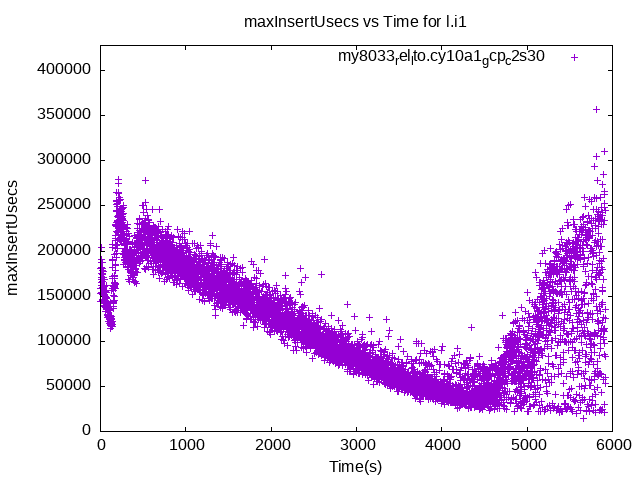 maxInsertUsecs vs Time for l.i1
my8033_rel_lto.cy10a1_gcp_c2s30
400000
350000
300000
250000
200000
150000
100000
50000
0
maxInsertUsecs
0 1000 2000 3000 4000 5000 6000
Time(s)